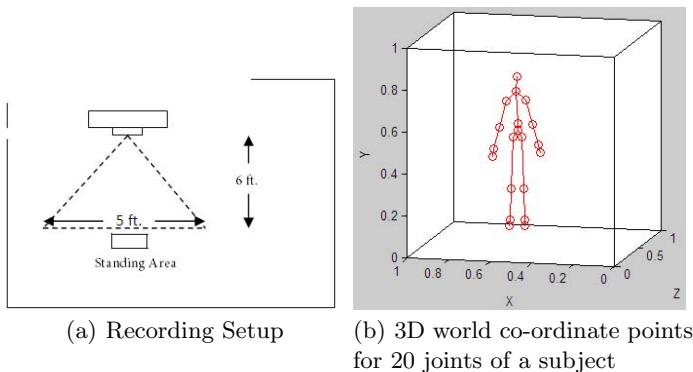 6 ft.
5 ft.
Standing Area
(a) Recording Setup
1
0.8
0.6
0.4
0.2
0
Y
1
0.8
0.6
0.4
0.2
0
X
0
0.5
1
Z
(b) 3D world co-ordinate points
for 20 joints of a subject